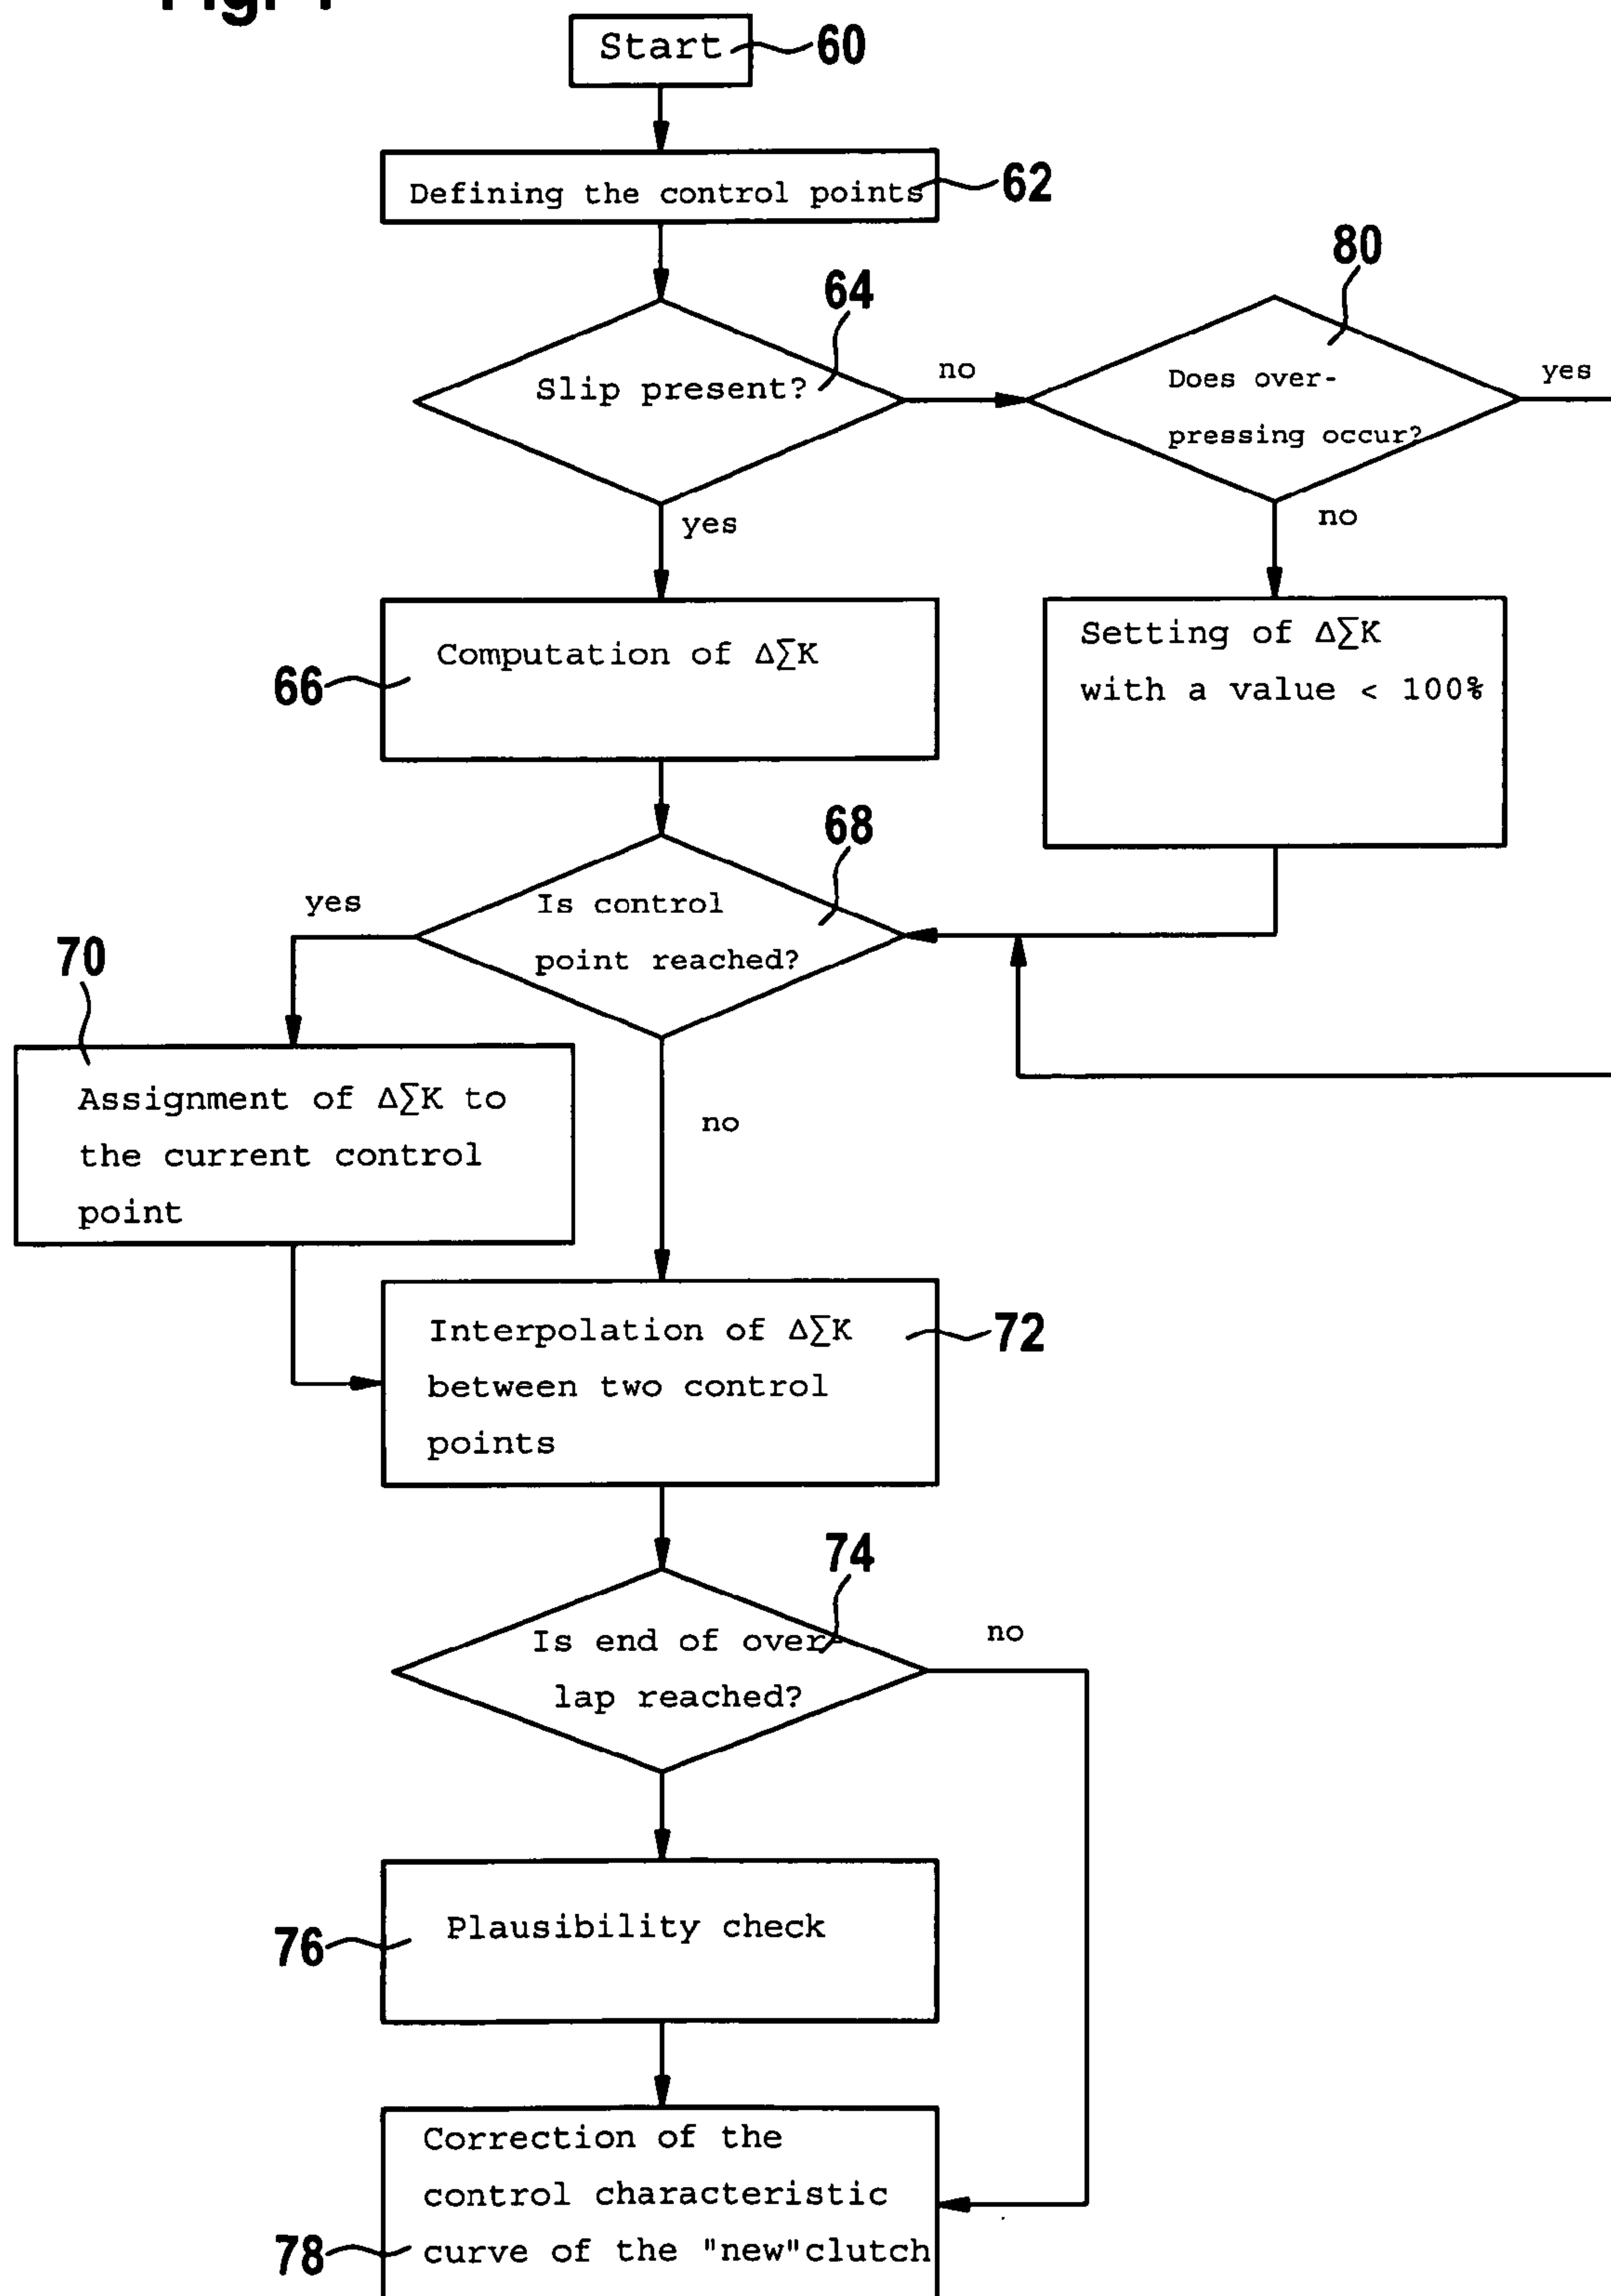 Start
60
Defining the control points
62
64
80
Slip present?
no
Does over-
pressing occur?
yes
yes
no
66
Computation of Δ∑K
Setting of Δ∑K
with a value < 100%
68
yes
Is control
point reached?
70
Assignment of Δ∑K to
the current control
point
no
Interpolation of Δ∑K
between two control
points
72
74
Is end of over-
lap reached?
no
76
Plausibility check
Correction of the
control characteristic
curve of the "new"clutch
78